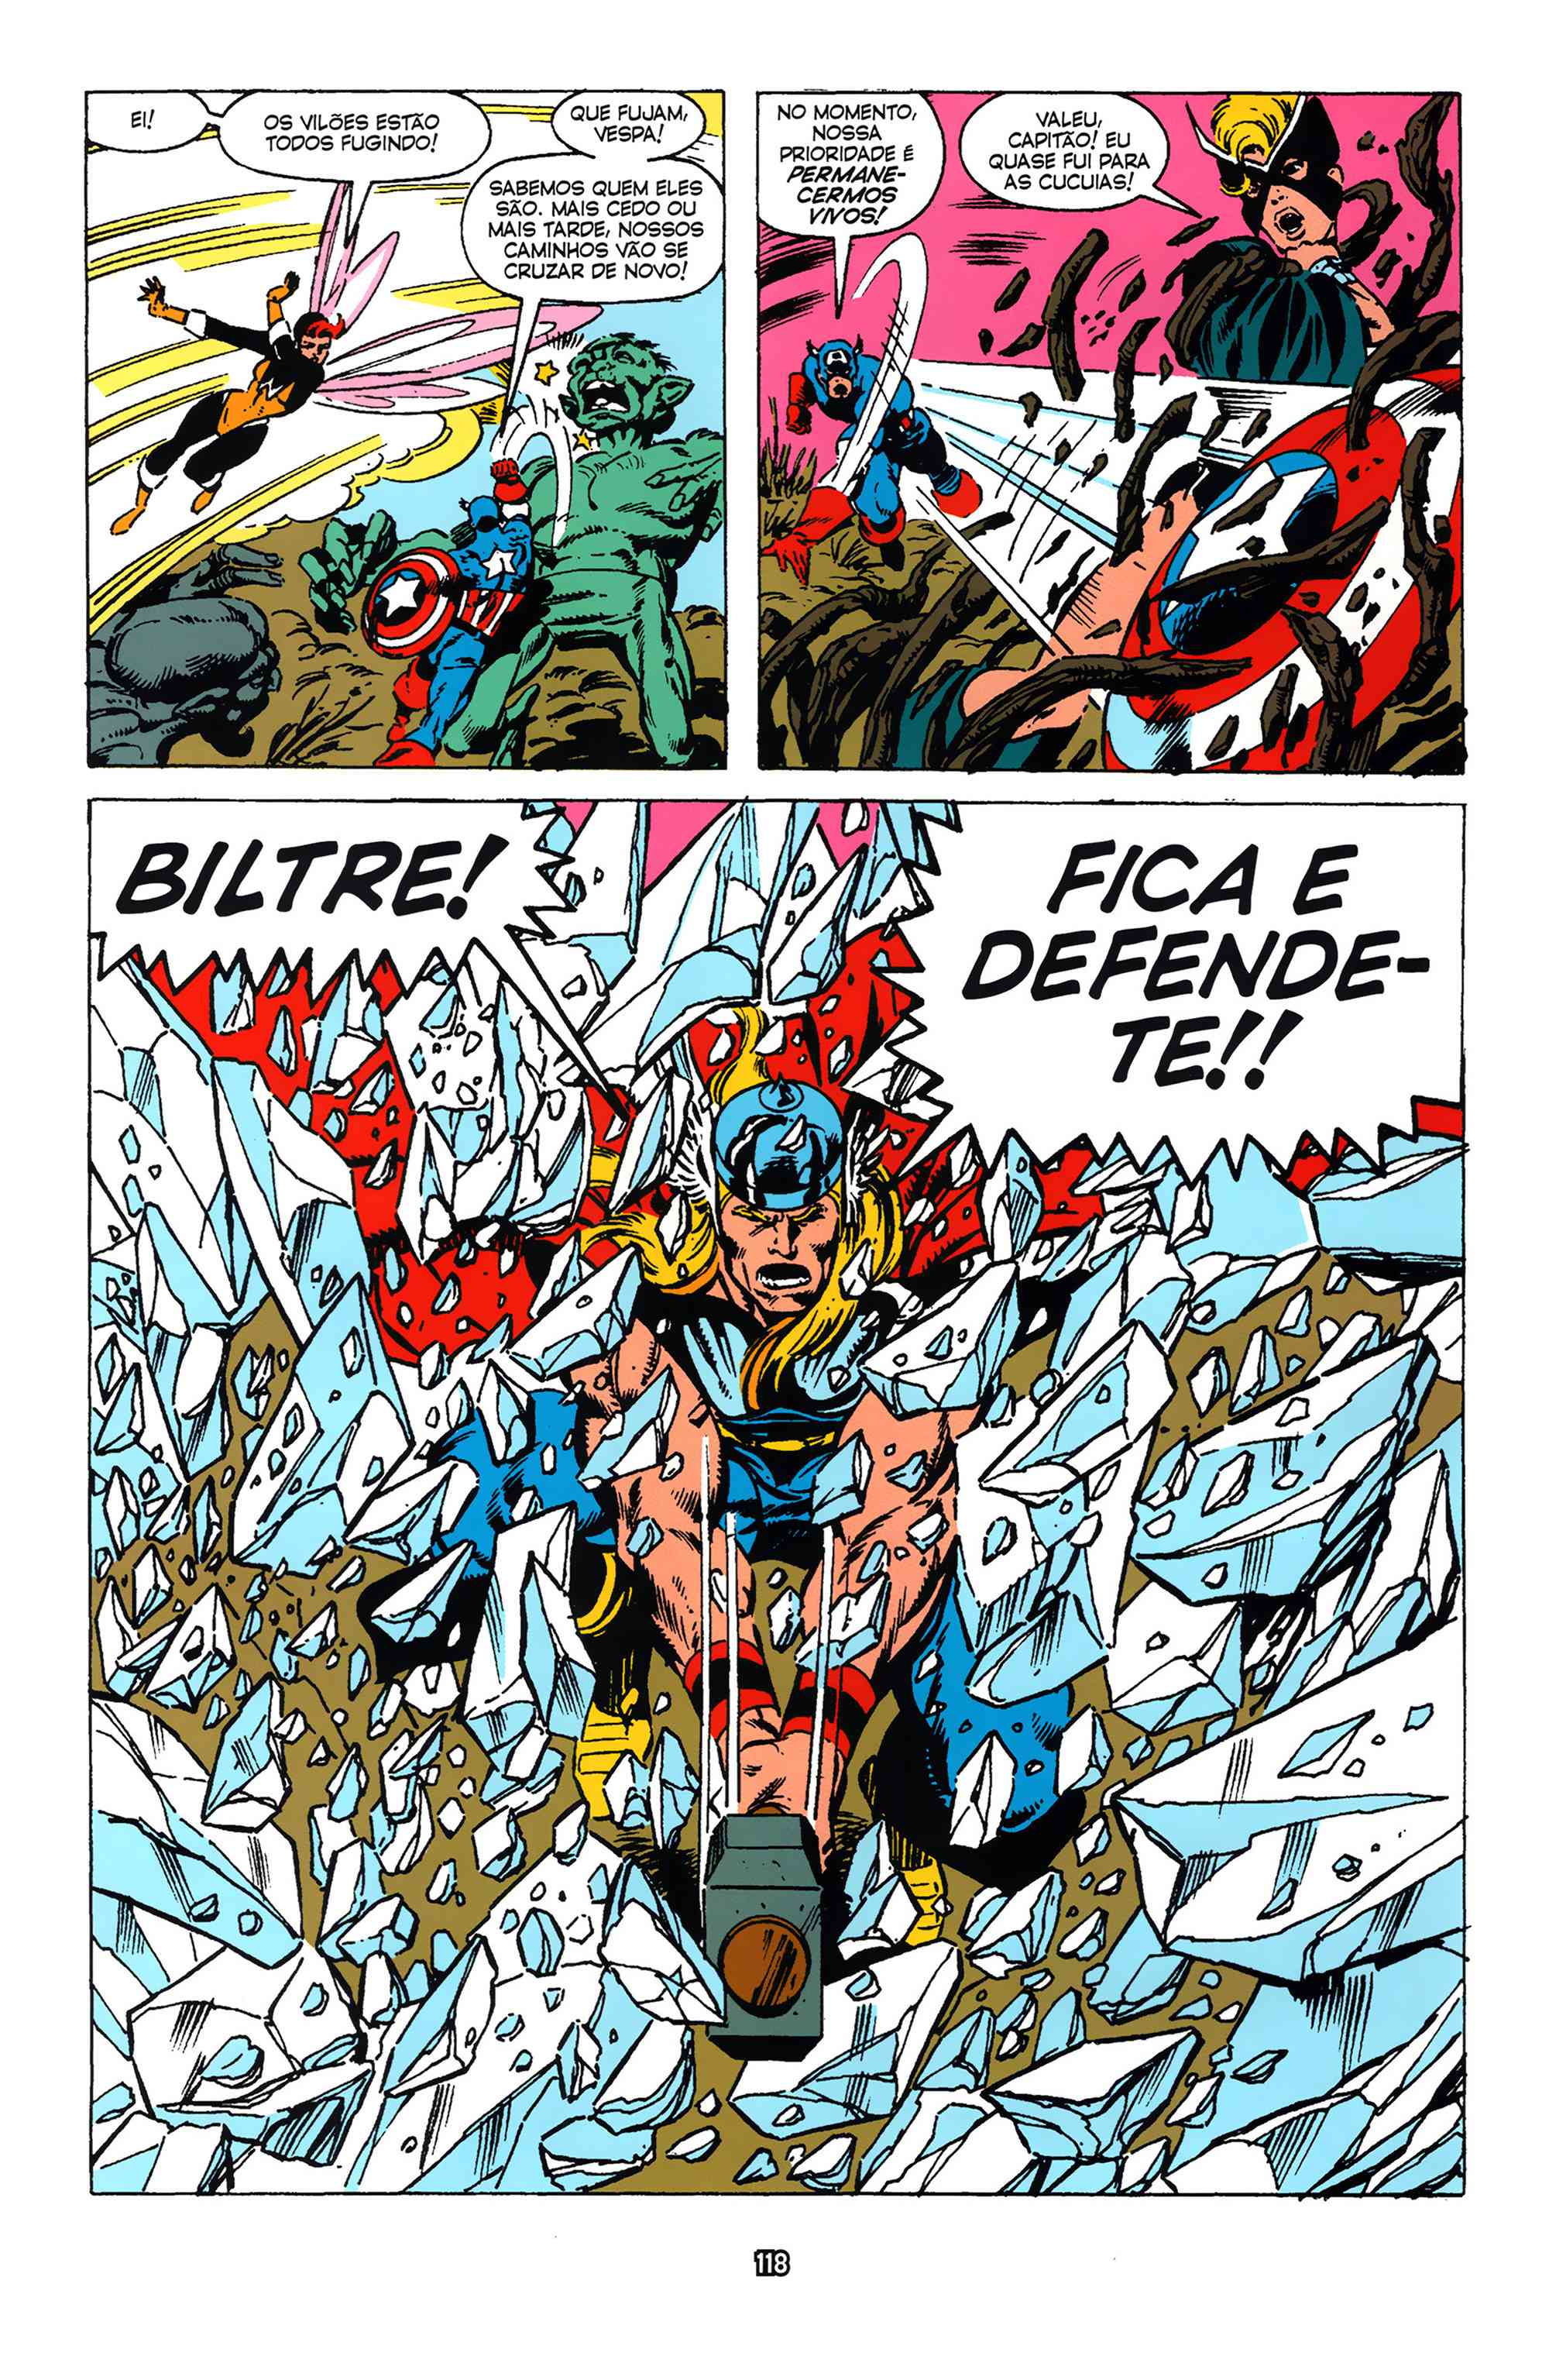 EI!
OS VILÕES ESTÃO
TODOS FUGINDO!
QUE FUJAM,
VESPA!
SABEMOS QUEM ELES
SÃO. MAIS CEDO OU
MAIS TARDE, NOSSOS
CAMINHOS VÃO SE
CRUZAR DE NOVO!
NO MOMENTO,
NOSSA
PRIORIDADE É
PERMANE-
CERMOS
VIVOS!
VALEU,
CAPITÃO! EU
QUASE FUI PARA
AS CUCUIAS!
BILTRE!
FICA E
DEFENDE-
TE!!
118